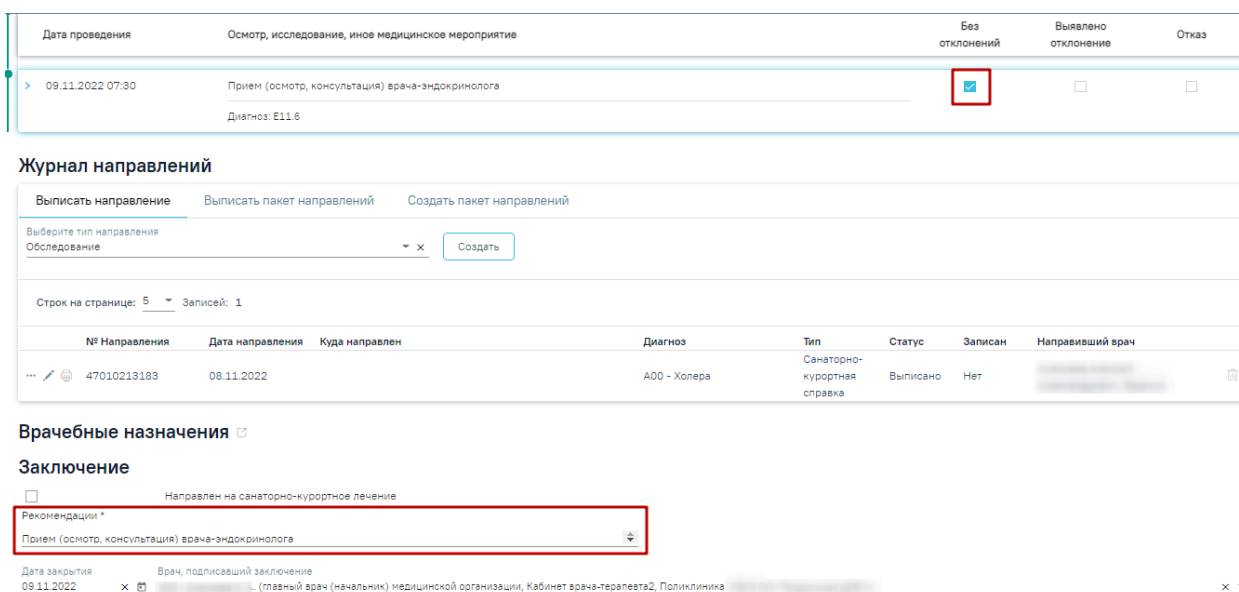 Дата проведения Осмотр, исследование, иное медицинское мероприятие Без отклонений Выявлено отклонение Отказ
09.11.2022 07:30 Прием (осмотр, консультация) врача-эндокринолога
Диагноз: E11.6
Журнал направлений
Выписать направление Выписать пакет направлений Создать пакет направлений
Выберите тип направления
Обследование Создать
Строк на странице: 5 Записей: 1
№ Направления Дата направления Куда направлен Диагноз Тип Статус Записан Направивший врач
47010213183 08.11.2022 A00 - Холера Санаторно-курортная справка Выписано Нет
Врачебные назначения
Заключение
Направлен на санаторно-курортное лечение
Рекомендации *
Прием (осмотр, консультация) врача-эндокринолога
Дата закрытия Врач, подписавший заключение
09.11.2022 (главный врач (начальник) медицинской организации, Кабинет врача-терапевта2, Поликлиника